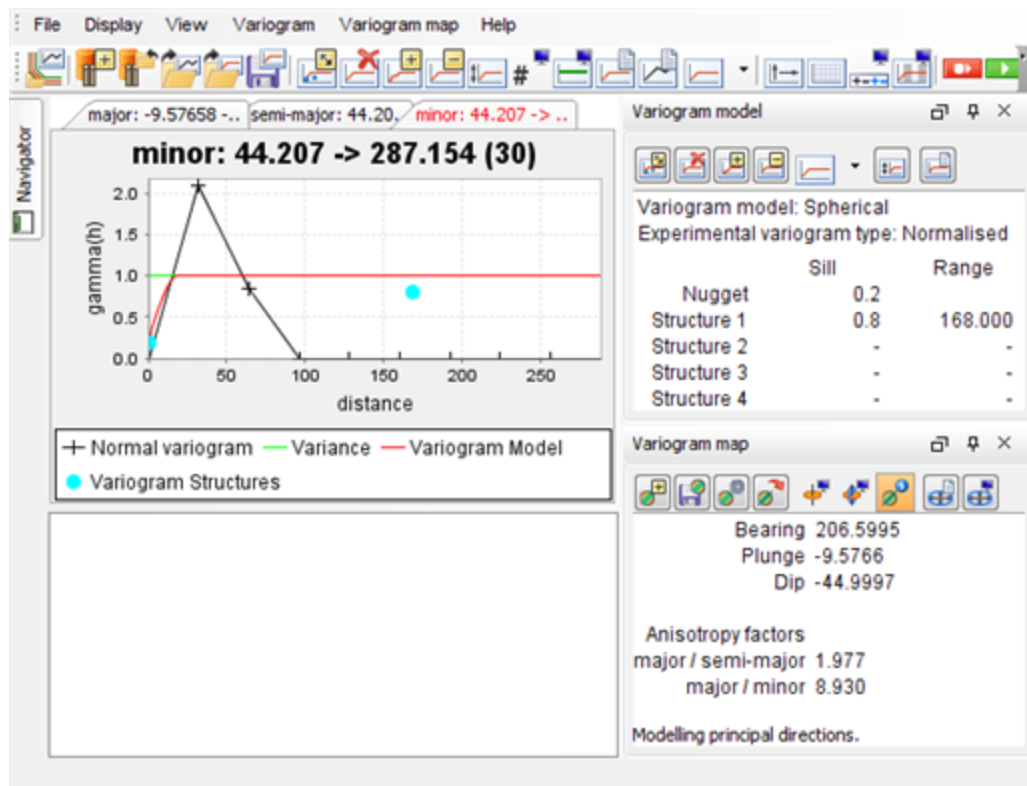 File Display View Variogram Variogram map Help
#
Navigator
major: -9.57658 -.. semi-major: 44.20. minor: 44.207 -> ..
minor: 44.207 -> 287.154 (30)
gamma(h)
2.0
1.5
1.0
0.5
0.0
0 50 100 150 200 250
distance
Normal variogram Variance Variogram Model
Variogram Structures
Variogram model
Variogram model: Spherical
Experimental variogram type: Normalised
Sill Range
Nugget 0.2
Structure 1 0.8 168.000
Structure 2 - -
Structure 3 - -
Structure 4 - -
Variogram map
Bearing 206.5995
Plunge -9.5766
Dip -44.9997
Anisotropy factors
major / semi-major 1.977
major / minor 8.930
Modelling principal directions.